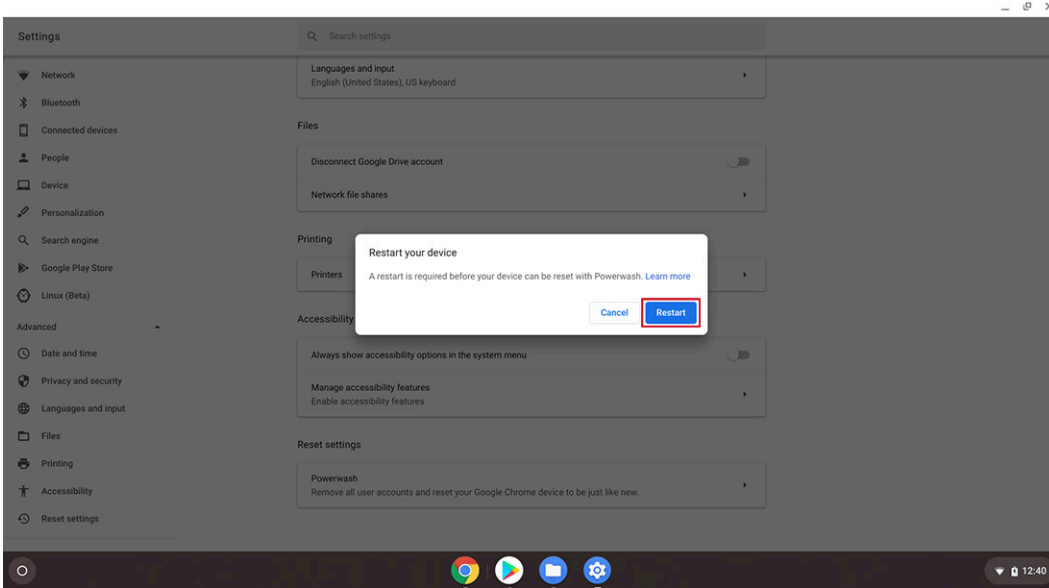 Settings
Search settings
Network
Bluetooth
Connected devices
People
Device
Personalization
Search engine
Google Play Store
Linux (Beta)
Advanced
Date and time
Privacy and security
Languages and input
Files
Printing
Accessibility
Reset settings
Languages and input
English (United States), US keyboard
Files
Disconnect Google Drive account
Network file shares
Printing
Printers
Restart your device
A restart is required before your device can be reset with Powerwash. Learn more
Cancel Restart
Accessibility
Always show accessibility options in the system menu
Manage accessibility features
Enable accessibility features
Reset settings
Powerwash
Remove all user accounts and reset your Google Chrome device to be just like new.
12:40